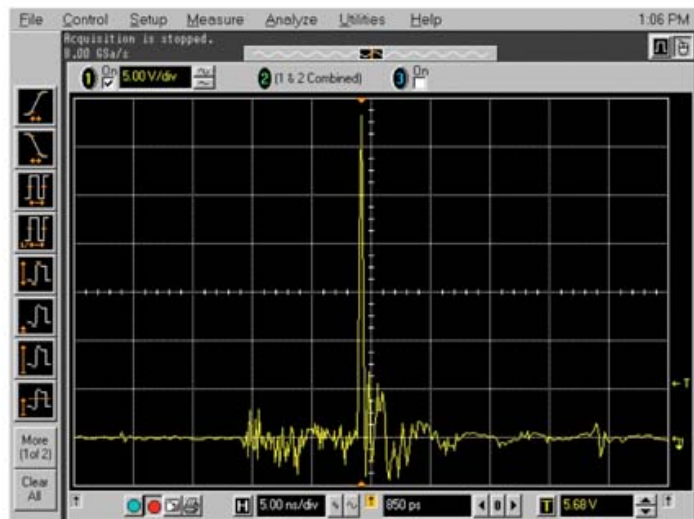 File Control Setup Measure Analyze Utilities Help 1:06 PM
Acquisition is stopped.
8.00 GSa/s
1 On 5.00 V/div 2 (1 & 2 Combined) 3 On
T
More
(1of 2)
Clear
All
H 5.00 ns/div 850 ps 0 T 5.68 V